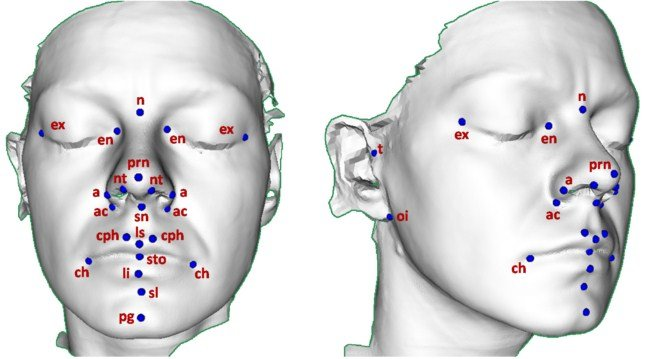 n
ex en en ex
prn
nt nt
a a
ac sn ac
ls
cph cph
sto
ch li ch
sl
pg
n
ex en
t
prn
a
ac
oi
ch